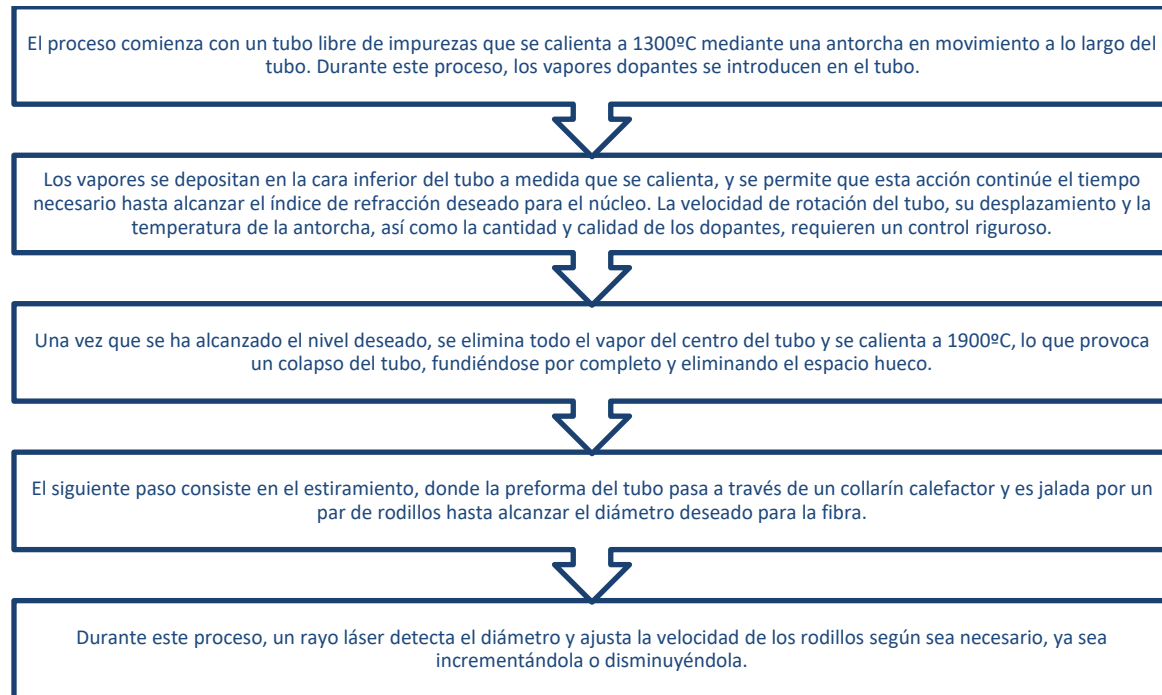 El proceso comienza con un tubo libre de impurezas que se calienta a 1300ºC mediante una antorcha en movimiento a lo largo del
tubo. Durante este proceso, los vapores dopantes se introducen en el tubo.
Los vapores se depositan en la cara inferior del tubo a medida que se calienta, y se permite que esta acción continúe el tiempo
necesario hasta alcanzar el índice de refracción deseado para el núcleo. La velocidad de rotación del tubo, su desplazamiento y la
temperatura de la antorcha, así como la cantidad y calidad de los dopantes, requieren un control riguroso.
Una vez que se ha alcanzado el nivel deseado, se elimina todo el vapor del centro del tubo y se calienta a 1900ºC, lo que provoca
un colapso del tubo, fundiéndose por completo y eliminando el espacio hueco.
El siguiente paso consiste en el estiramiento, donde la preforma del tubo pasa a través de un collarín calefactor y es jalada por un
par de rodillos hasta alcanzar el diámetro deseado para la fibra.
Durante este proceso, un rayo láser detecta el diámetro y ajusta la velocidad de los rodillos según sea necesario, ya sea
incrementándola o disminuyéndola.